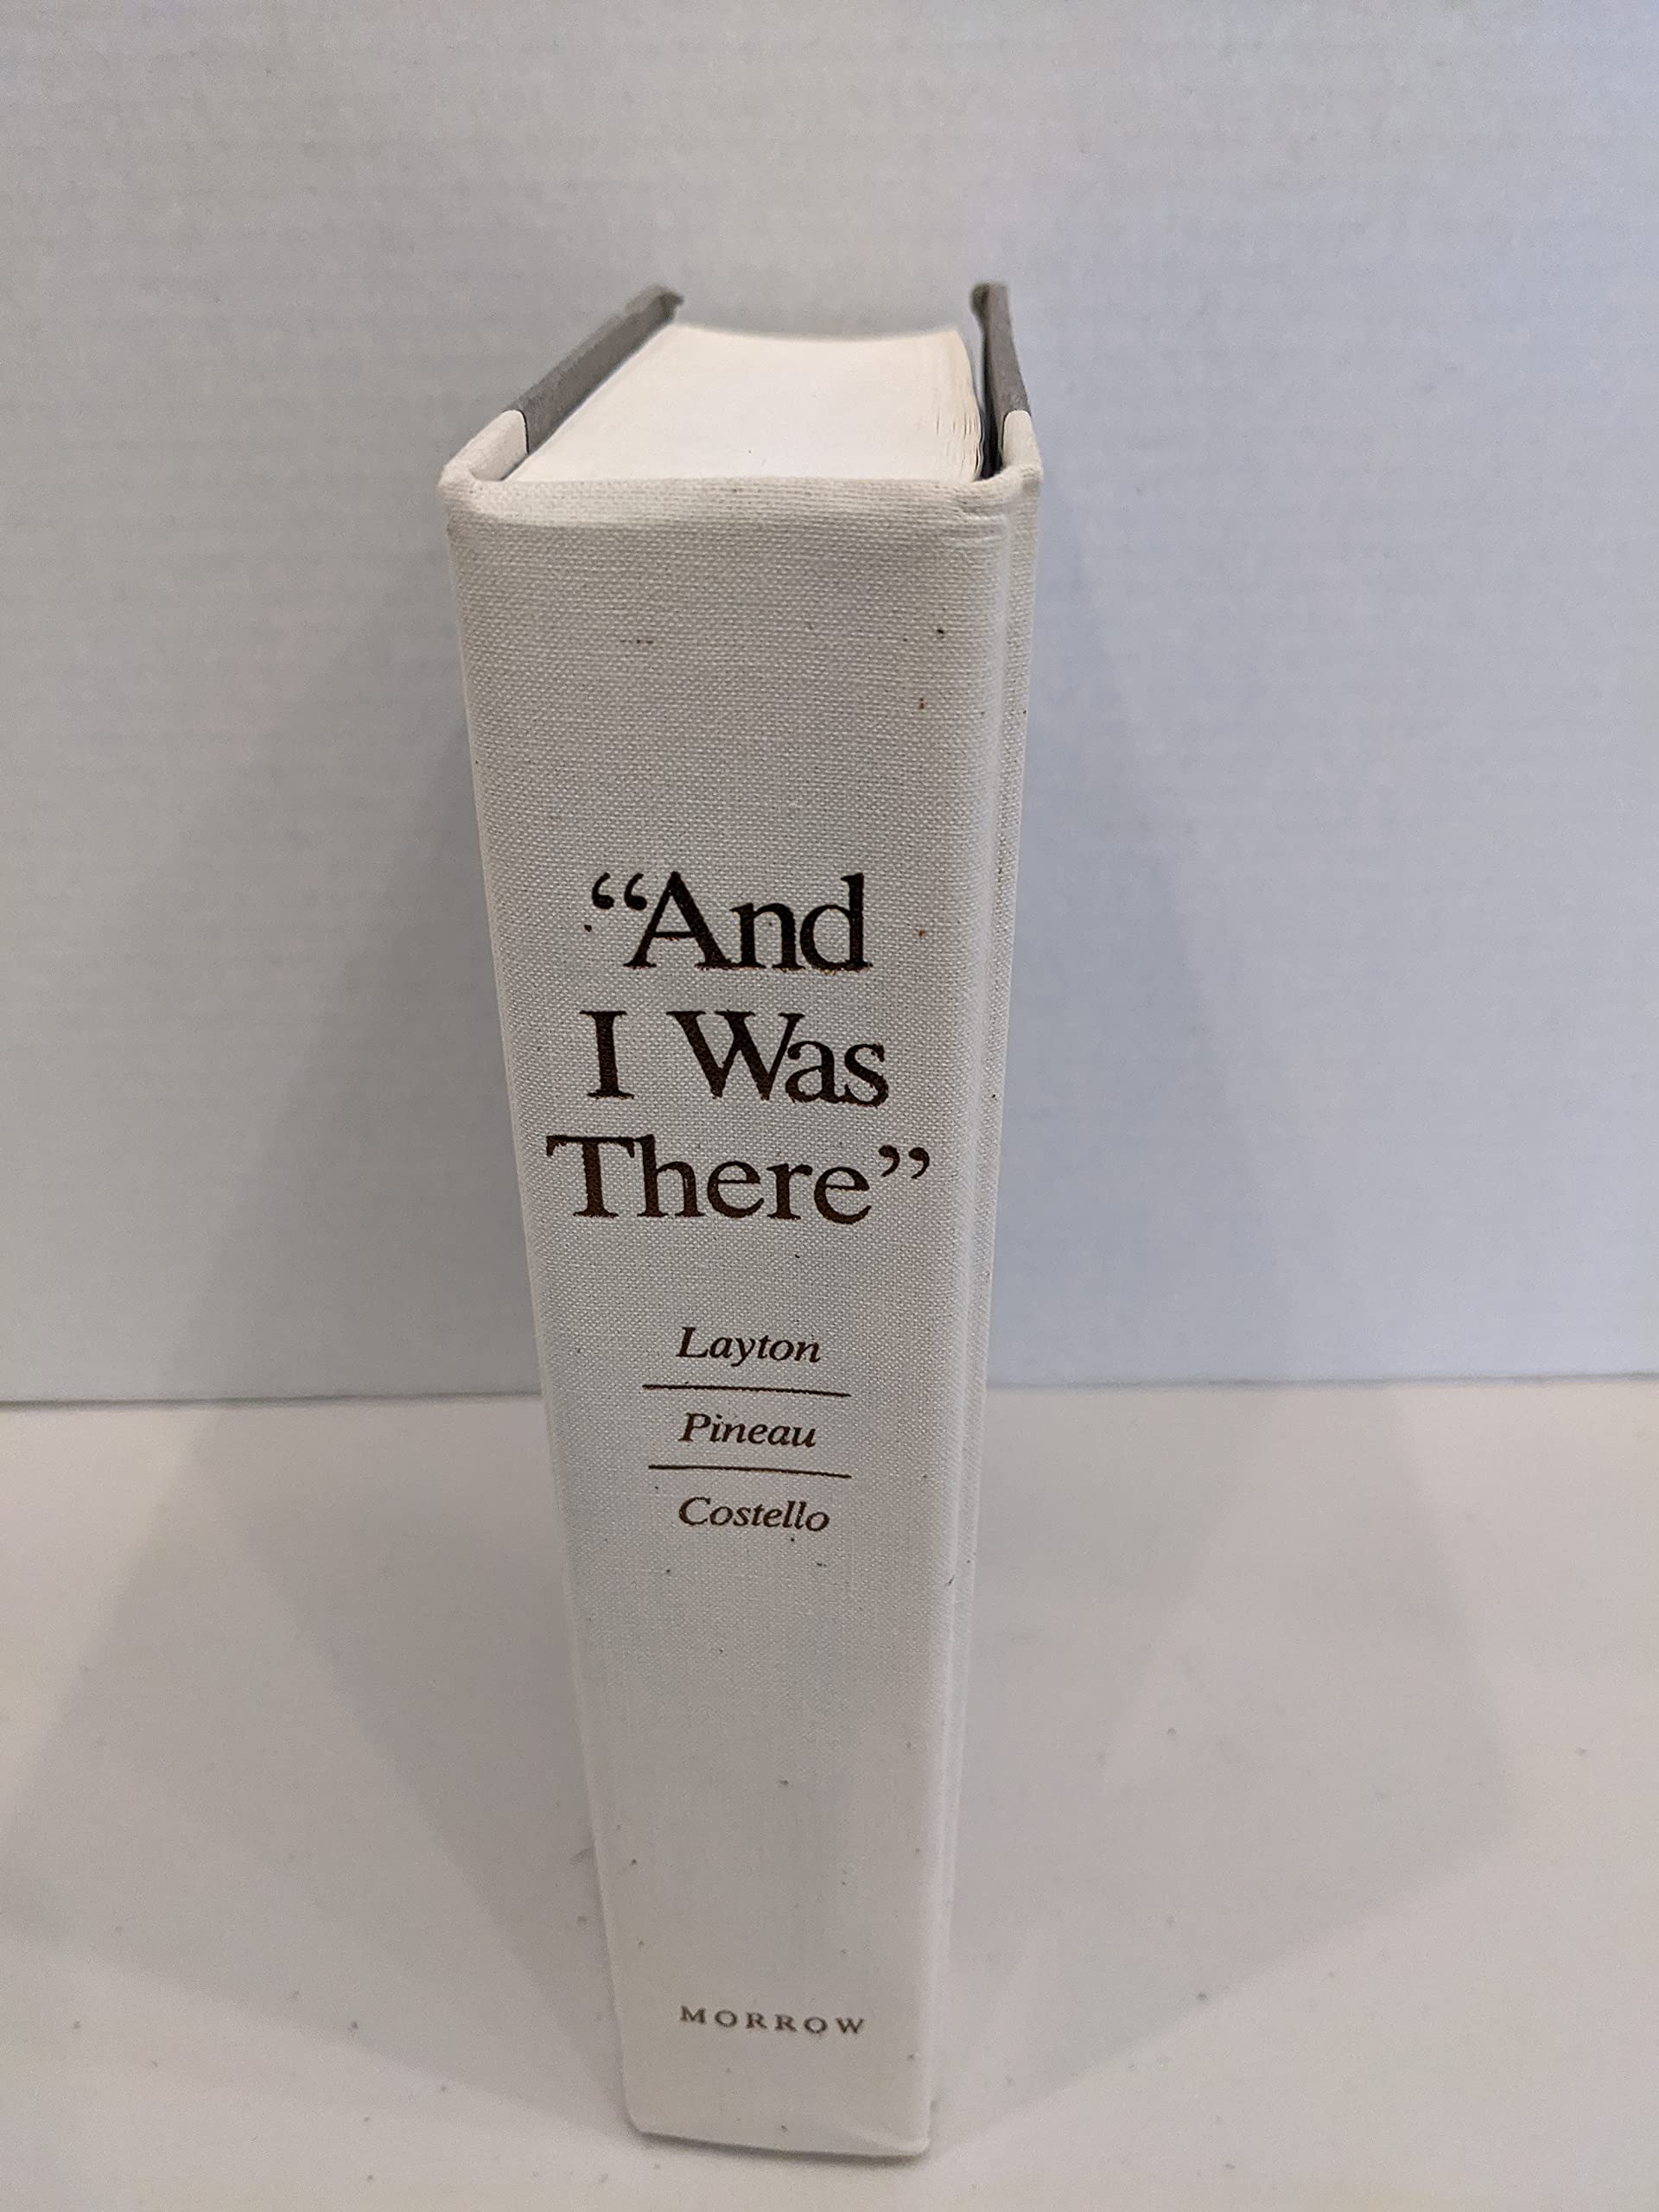 “And
I Was
There”
Layton
Pineau
Costello
MORROW